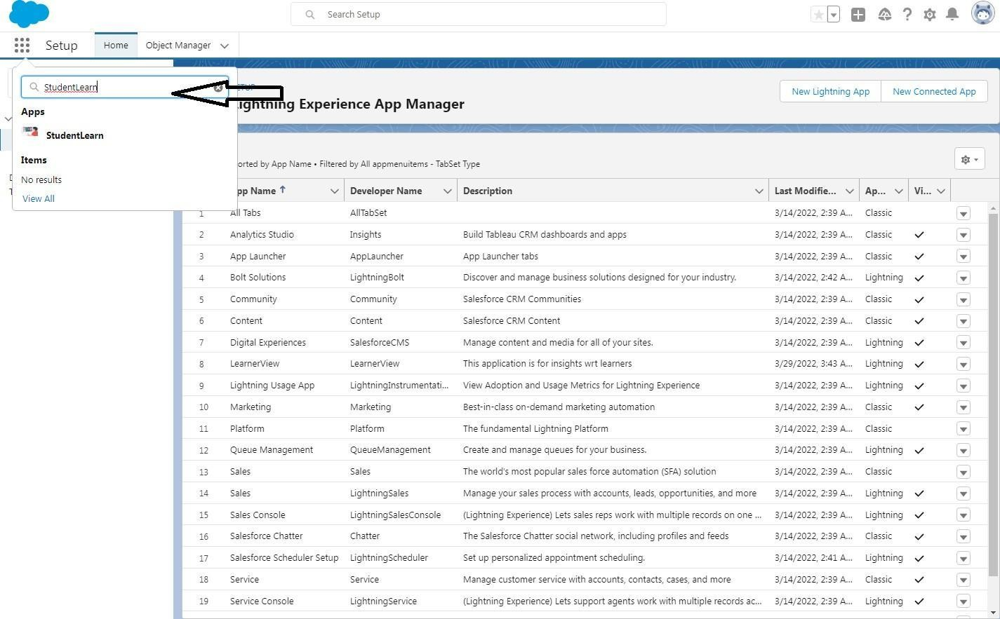 Search Setup
Setup
Home
Object Manager
StudentLearn
Apps
StudentLearn
Items
No results
View All
Lightning Experience App Manager
New Lightning App
New Connected App
orted by App Name • Filtered by All appmenuitems - TabSet Type
pp Name ↑ Developer Name Description Last Modifie... Ap... Vi...
1 All Tabs AllTabSet 3/14/2022, 2:39 A... Classic
2 Analytics Studio Insights Build Tableau CRM dashboards and apps 3/14/2022, 2:39 A... Classic
3 App Launcher AppLauncher App Launcher tabs 3/14/2022, 2:39 A... Classic
4 Bolt Solutions LightningBolt Discover and manage business solutions designed for your industry. 3/14/2022, 2:42 A... Lightning
5 Community Community Salesforce CRM Communities 3/14/2022, 2:39 A... Classic
6 Content Content Salesforce CRM Content 3/14/2022, 2:39 A... Classic
7 Digital Experiences SalesforceCMS Manage content and media for all of your sites. 3/14/2022, 2:39 A... Lightning
8 LearnerView LearnerView This application is for insights wrt learners 3/29/2022, 3:43 A... Lightning
9 Lightning Usage App LightningInstrumentati... View Adoption and Usage Metrics for Lightning Experience 3/14/2022, 2:39 A... Lightning
10 Marketing Marketing Best-in-class on-demand marketing automation 3/14/2022, 2:39 A... Classic
11 Platform Platform The fundamental Lightning Platform 3/14/2022, 2:39 A... Classic
12 Queue Management QueueManagement Create and manage queues for your business. 3/14/2022, 2:39 A... Lightning
13 Sales Sales The world's most popular sales force automation (SFA) solution 3/14/2022, 2:39 A... Classic
14 Sales LightningSales Manage your sales process with accounts, leads, opportunities, and more 3/14/2022, 2:39 A... Lightning
15 Sales Console LightningSalesConsole (Lightning Experience) Lets sales reps work with multiple records on one ... 3/14/2022, 2:39 A... Lightning
16 Salesforce Chatter Chatter The Salesforce Chatter social network, including profiles and feeds 3/14/2022, 2:39 A... Classic
17 Salesforce Scheduler Setup LightningScheduler Set up personalized appointment scheduling. 3/14/2022, 2:41 A... Lightning
18 Service Service Manage customer service with accounts, contacts, cases, and more 3/14/2022, 2:39 A... Classic
19 Service Console LightningService (Lightning Experience) Lets support agents work with multiple records ac... 3/14/2022, 2:39 A... Lightning